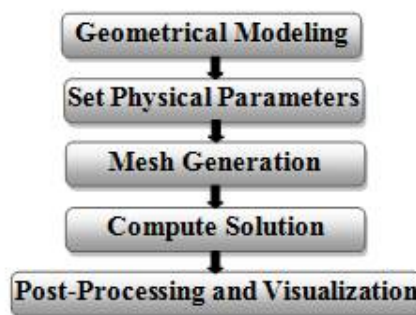 Geometrical Modeling
Set Physical Parameters
Mesh Generation
Compute Solution
Post-Processing and Visualization